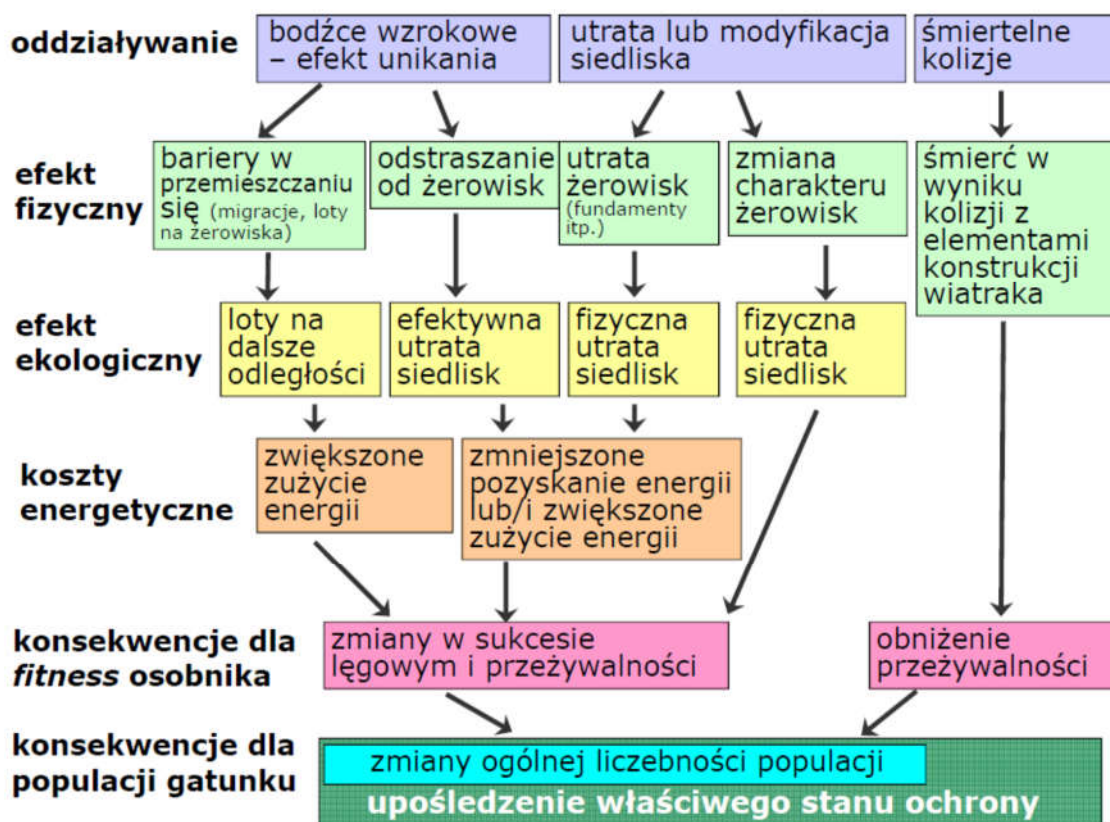 oddziaływanie
bodźce wzrokowe
– efekt unikania
utrata lub modyfikacja
siedliska
śmiertelne
kolizje
efekt
fizyczny
bariery w
przemieszczaniu
się (migracje, loty
na żerowiska)
odstraszanie
od żerowisk
utrata
żerowisk
(fundamenty
itp.)
zmiana
charakteru
żerowisk
śmierć w
wyniku
kolizji z
elementami
konstrukcji
wiatraka
efekt
ekologiczny
loty na
dalsze
odległości
efektywna
utrata
siedlisk
fizyczna
utrata
siedlisk
fizyczna
utrata
siedlisk
koszty
energetyczne
zwiększone
zużycie
energii
zmniejszone
pozyskanie energii
lub/i zwiększone
zużycie energii
konsekwencje dla
fitness osobnika
zmiany w sukcesie
lęgowym i przeżywalności
obniżenie
przeżywalności
konsekwencje dla
populacji gatunku
zmiany ogólnej liczebności populacji
upośledzenie właściwego stanu ochrony